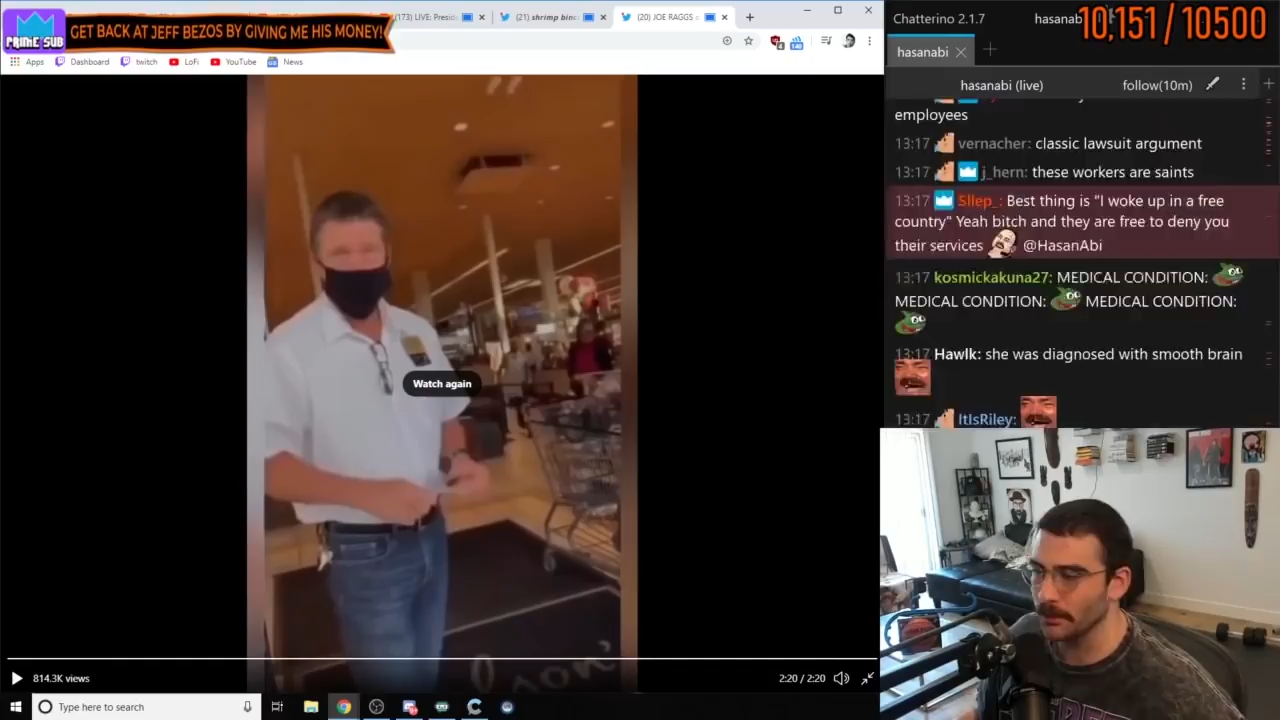 PRIME SUB
GET BACK AT JEFF BEZOS BY GIVING ME HIS MONEY!
(173) LIVE: Presid
(21) shrimp bisc
(20) JOE RAGGS
Chatterino 2.1.7
hasanab
10,151 / 10500
Apps
Dashboard
twitch
LoFi
YouTube
News
hasanabi
hasanabi (live)
follow(10m)
employees
13:17 vernacher: classic lawsuit argument
13:17 j_hern: these workers are saints
13:17 5llep_: Best thing is "I woke up in a free
country" Yeah bitch and they are free to deny you
their services @HasanAbi
13:17 kosmickakuna27: MEDICAL CONDITION:
MEDICAL CONDITION: MEDICAL CONDITION:
13:17 Hawlk: she was diagnosed with smooth brain
13:17 ItIsRiley:
Watch again
814.3K views
2:20 / 2:20
Type here to search